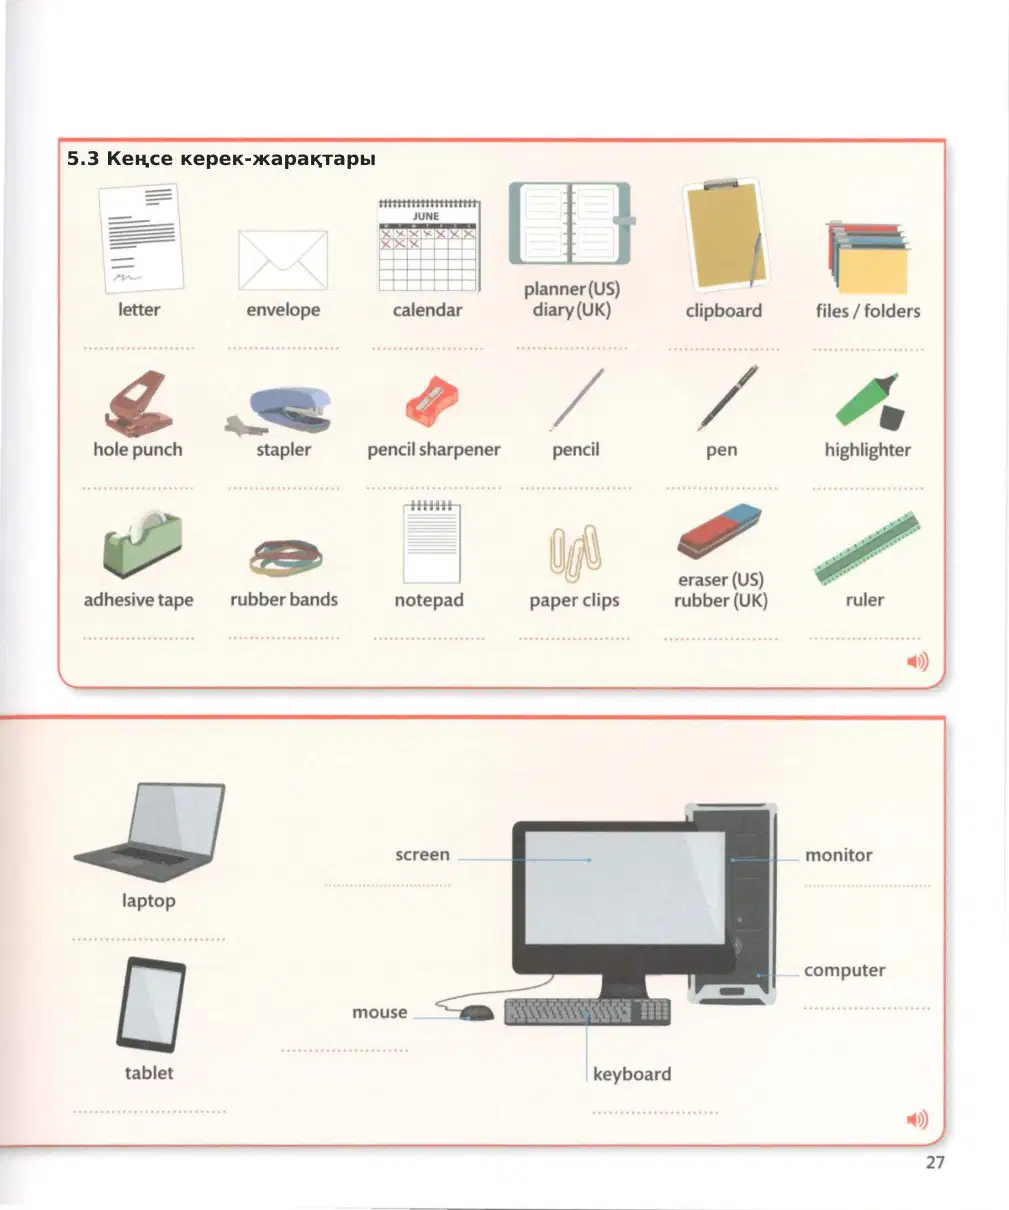 5.3 Кеңсе керек-жарақтары
JUNE
letter
envelope
calendar
planner (US)
diary (UK)
clipboard
files / folders
hole punch
stapler
pencil sharpener
pencil
pen
highlighter
adhesive tape
rubber bands
notepad
paper clips
eraser (US)
rubber (UK)
ruler
laptop
screen
monitor
computer
mouse
tablet
keyboard
27